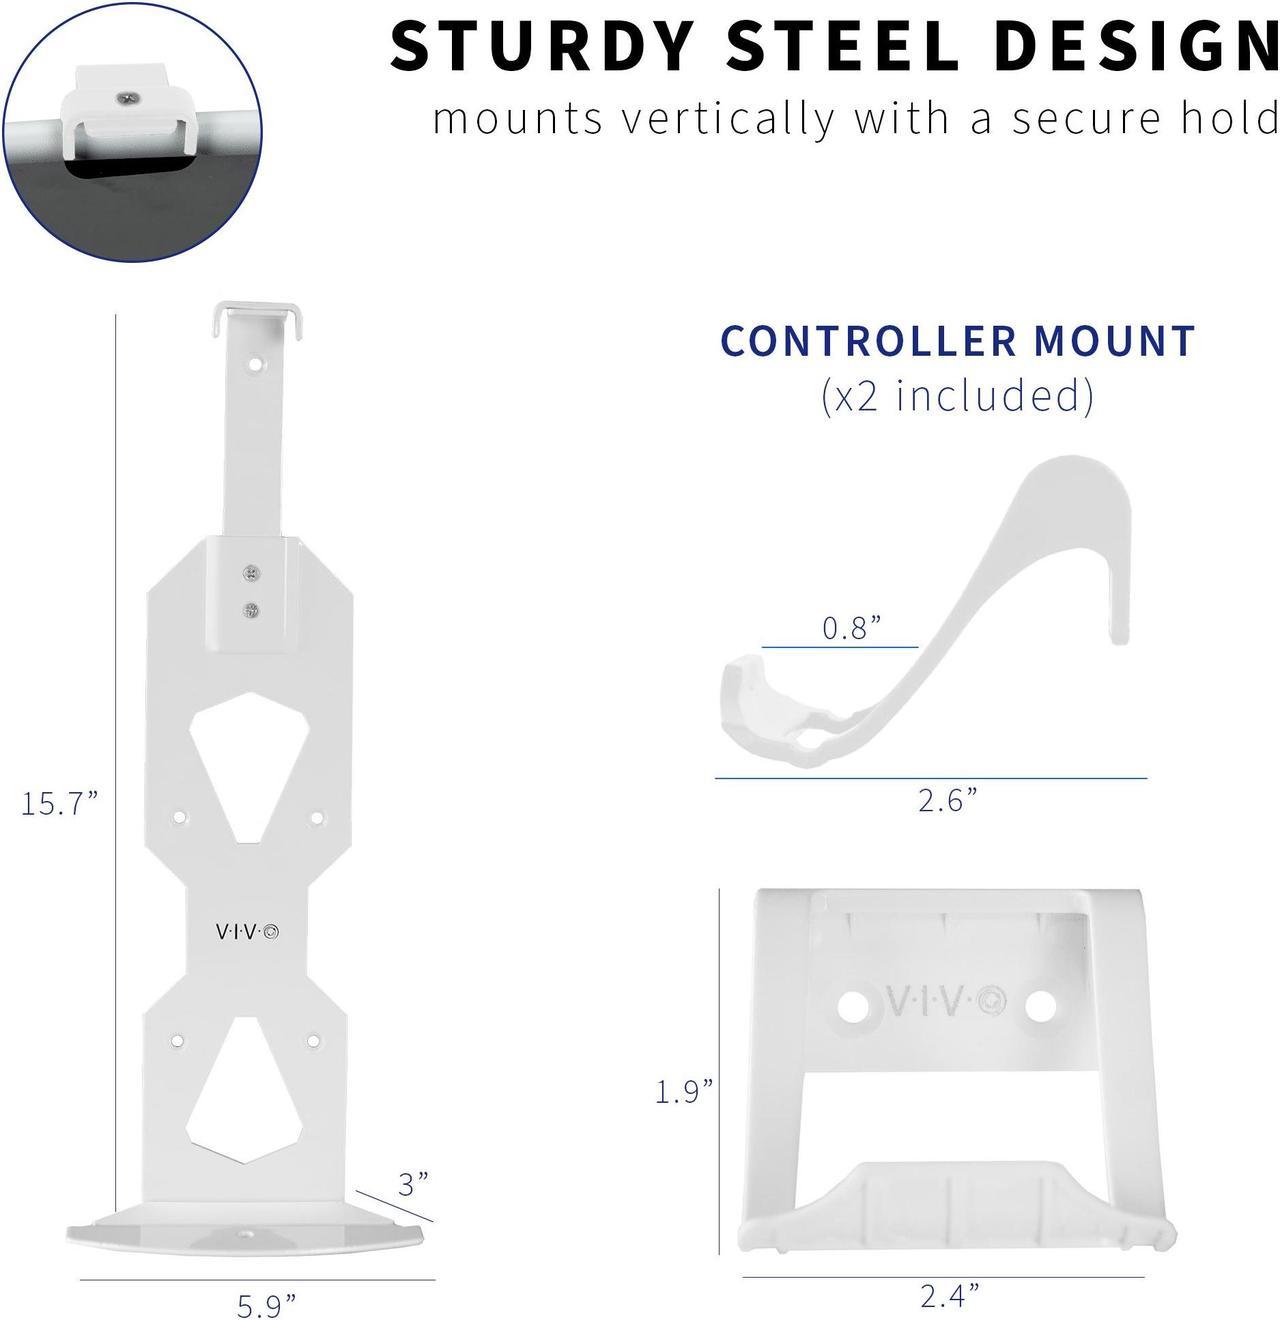 STURDY STEEL DESIGN
mounts vertically with a secure hold
CONTROLLER MOUNT
(x2 included)
0.8”
2.6”
15.7”
V·I·V·O
3”
5.9”
V·I·V·O
1.9”
2.4”